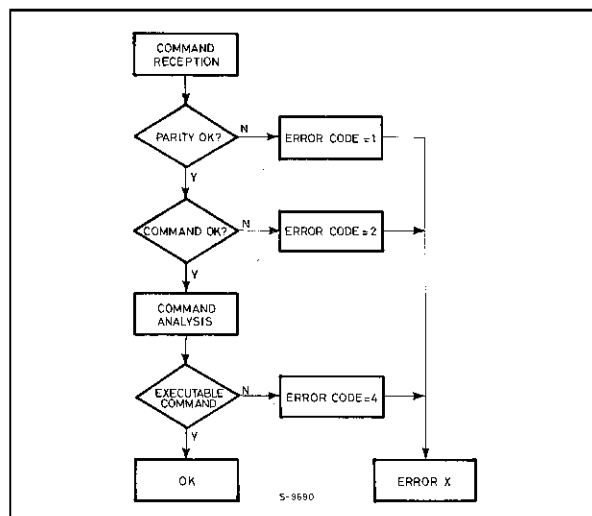 COMMAND
RECEPTION
PARITY OK?
N
ERROR CODE =1
Y
COMMAND OK?
N
ERROR CODE =2
Y
COMMAND
ANALYSIS
EXECUTABLE
COMMAND
N
ERROR CODE=4
Y
OK
ERROR X
S-9690